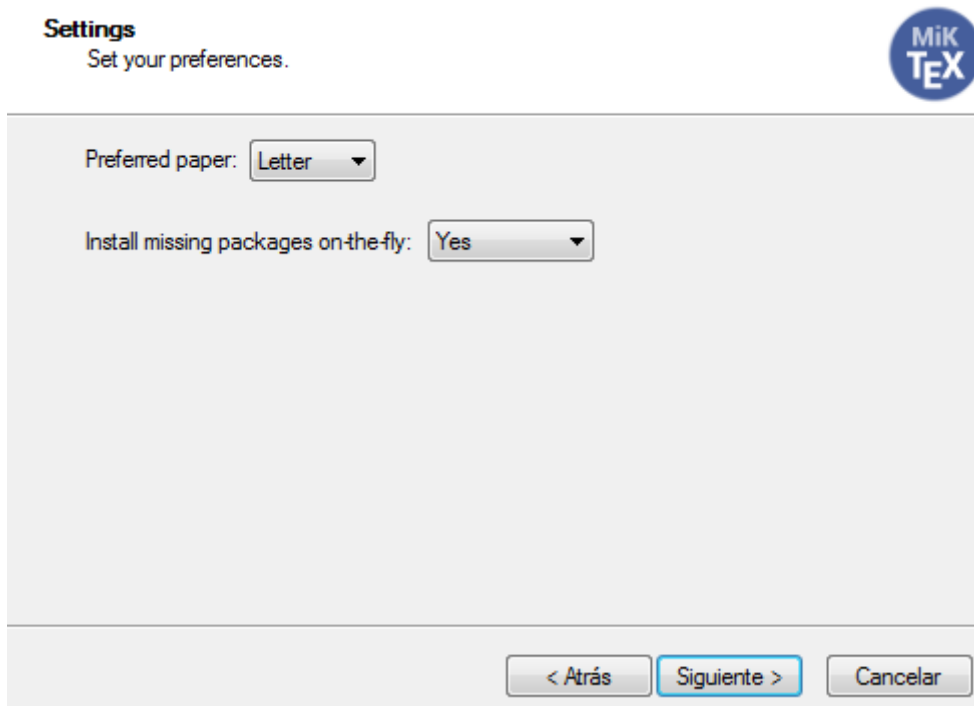 Settings
Set your preferences.
MiK
TEX
Preferred paper: Letter
Install missing packages on-the-fly: Yes
< Atrás Siguiente > Cancelar